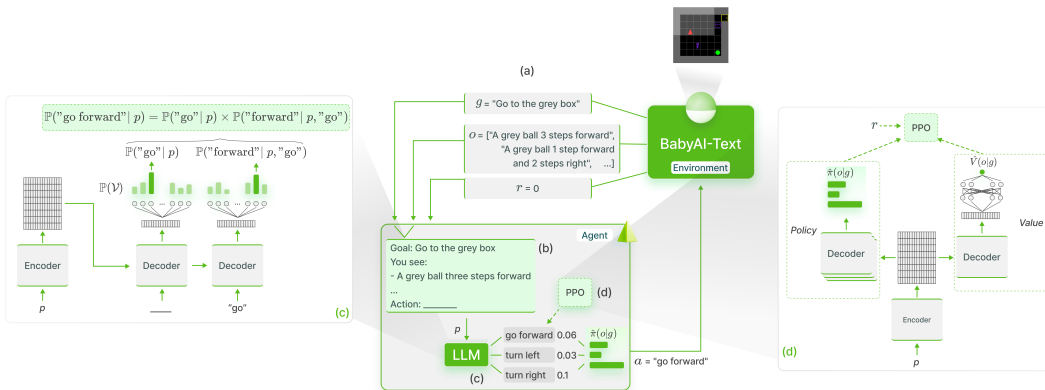 (a)
g = "Go to the grey box"
o = ["A grey ball 3 steps forward",
"A grey ball 1 step forward
and 2 steps right", ...]
r = 0
BabyAI-Text
Environment
ℙ("go forward"| p) = ℙ("go"| p) × ℙ("forward"| p,"go")
ℙ("go"| p) ℙ("forward"| p,"go")
ℙ(𝒱)
... ...
Encoder
Decoder
Decoder
p
"go"
(c)
Agent
Goal: Go to the grey box
You see:
- A grey ball three steps forward
...
Action: ______
(b)
PPO
(d)
p
LLM
(c)
go forward 0.06
turn left 0.03
turn right 0.1
π̂(o|g)
a = "go forward"
r
PPO
π̂(o|g)
V̂(o|g)
Policy
Value
Decoder
Decoder
Encoder
p
(d)